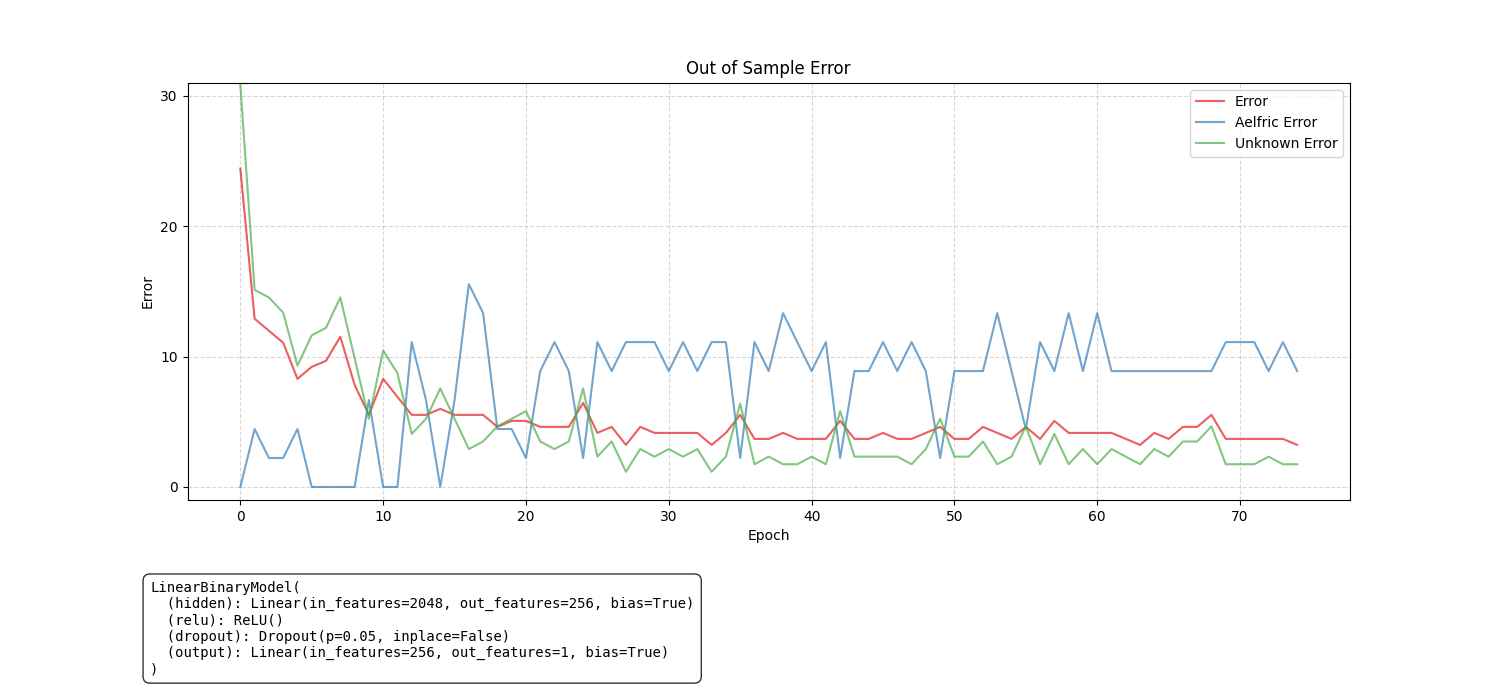 Out of Sample Error
30
20
10
0
Error
Error
Aelfric Error
Unknown Error
0 10 20 30 40 50 60 70
Epoch
LinearBinaryModel(
  (hidden): Linear(in_features=2048, out_features=256, bias=True)
  (relu): ReLU()
  (dropout): Dropout(p=0.05, inplace=False)
  (output): Linear(in_features=256, out_features=1, bias=True)
)